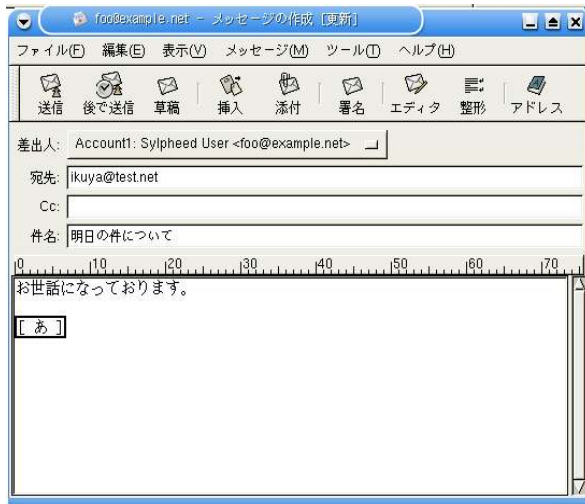 foo@example.net - メッセージの作成 [更新]
ファイル(F) 編集(E) 表示(V) メッセージ(M) ツール(T) ヘルプ(H)
送信 後で送信 草稿 挿入 添付 署名 エディタ 整形 アドレス
差出人: Account1: Sylpheed User <foo@example.net>
宛先: ikuya@test.net
Cc:
件名: 明日の件について
0 10 20 30 40 50 60 70
お世話になっております。
[ あ ]